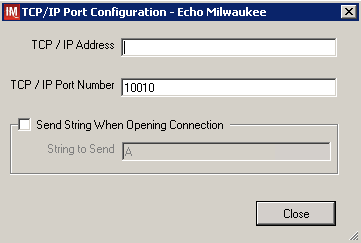 IM TCP/IP Port Configuration - Echo Milwaukee
TCP / IP Address
TCP / IP Port Number 10010
Send String When Opening Connection
String to Send A
Close